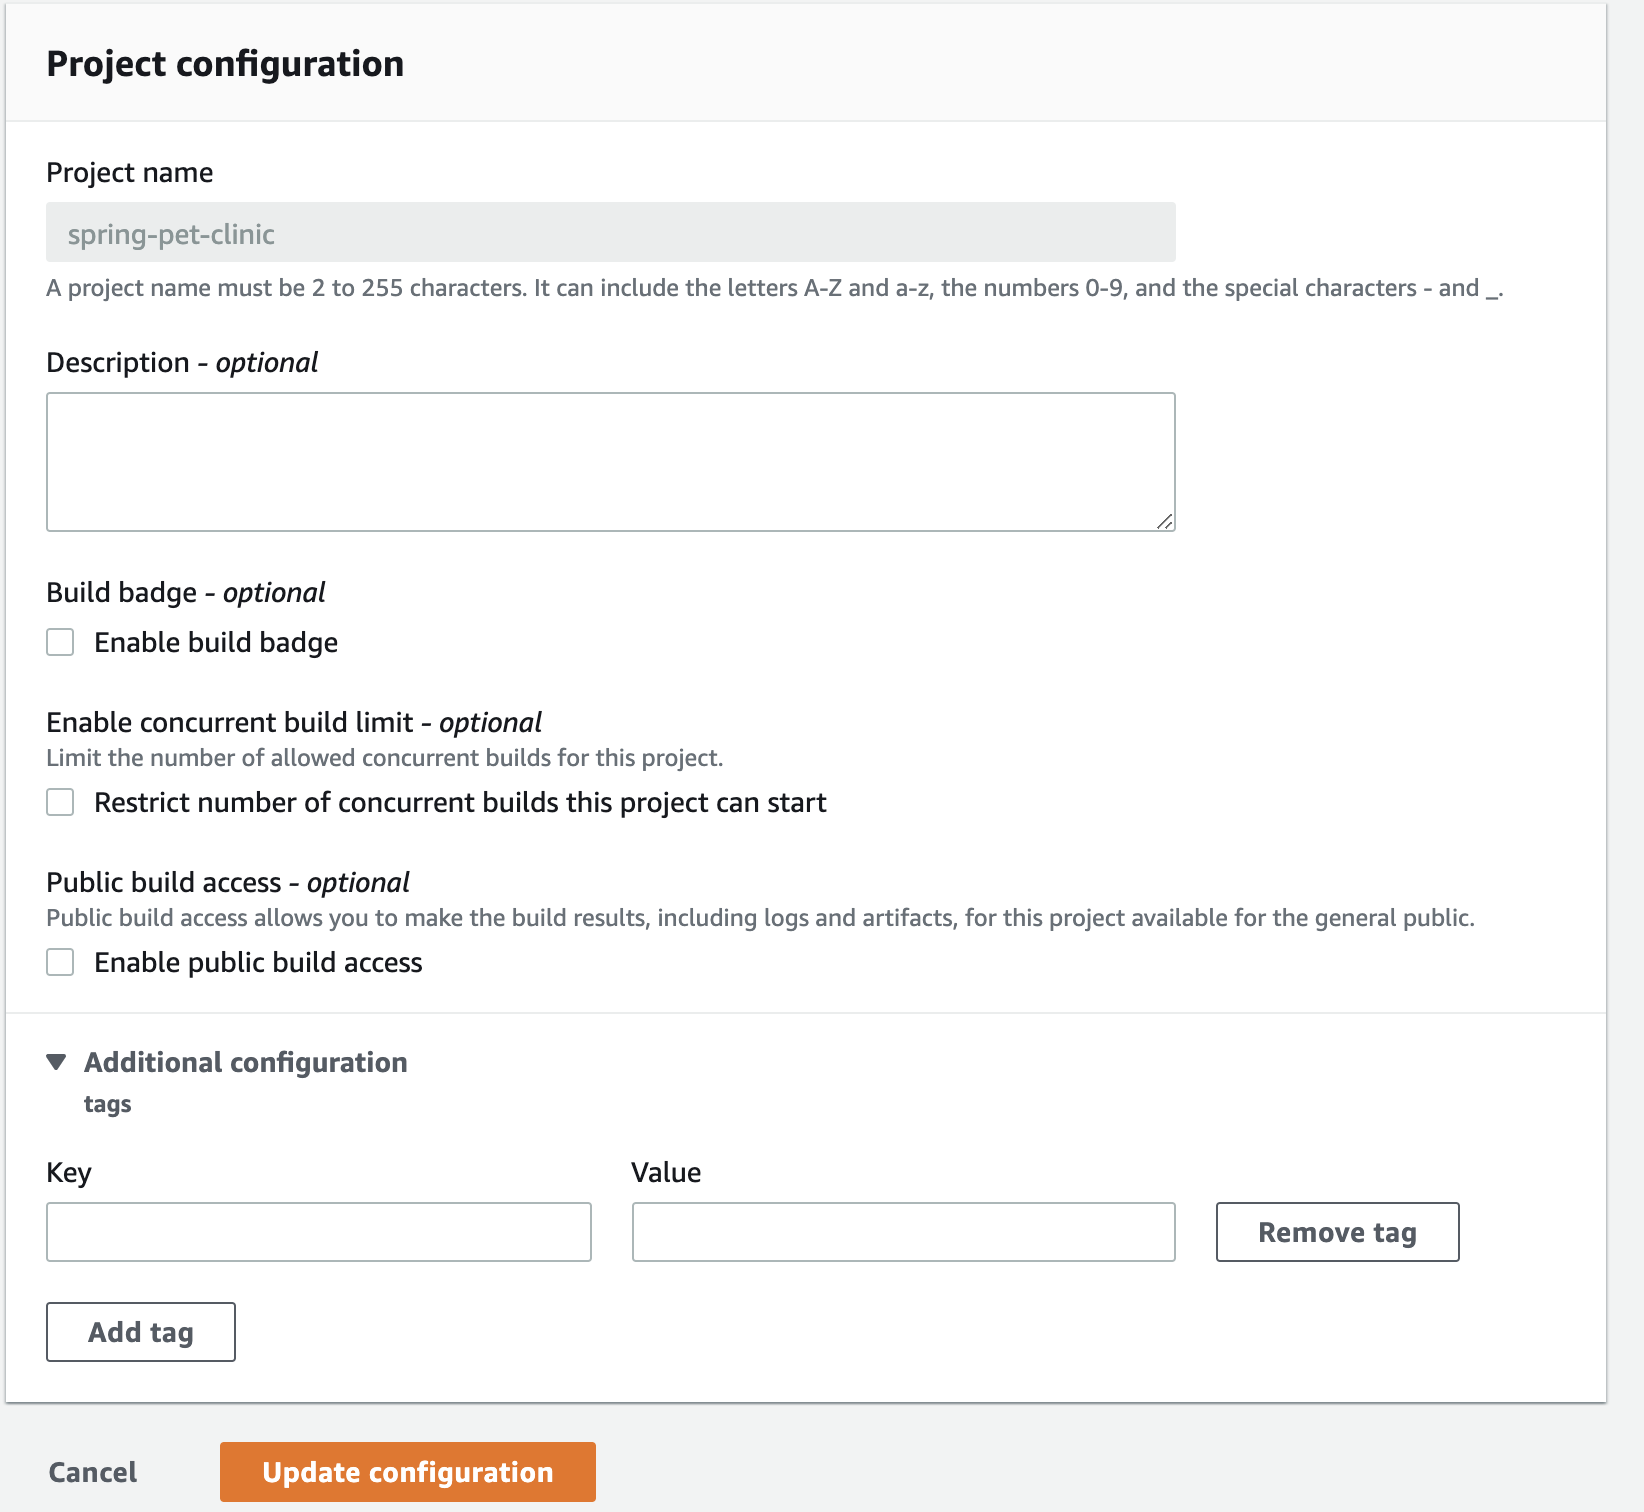 Project configuration
Project name
spring-pet-clinic
A project name must be 2 to 255 characters. It can include the letters A-Z and a-z, the numbers 0-9, and the special characters - and _.
Description - optional
Build badge - optional
Enable build badge
Enable concurrent build limit - optional
Limit the number of allowed concurrent builds for this project.
Restrict number of concurrent builds this project can start
Public build access - optional
Public build access allows you to make the build results, including logs and artifacts, for this project available for the general public.
Enable public build access
Additional configuration
tags
Key Value
Remove tag
Add tag
Cancel Update configuration